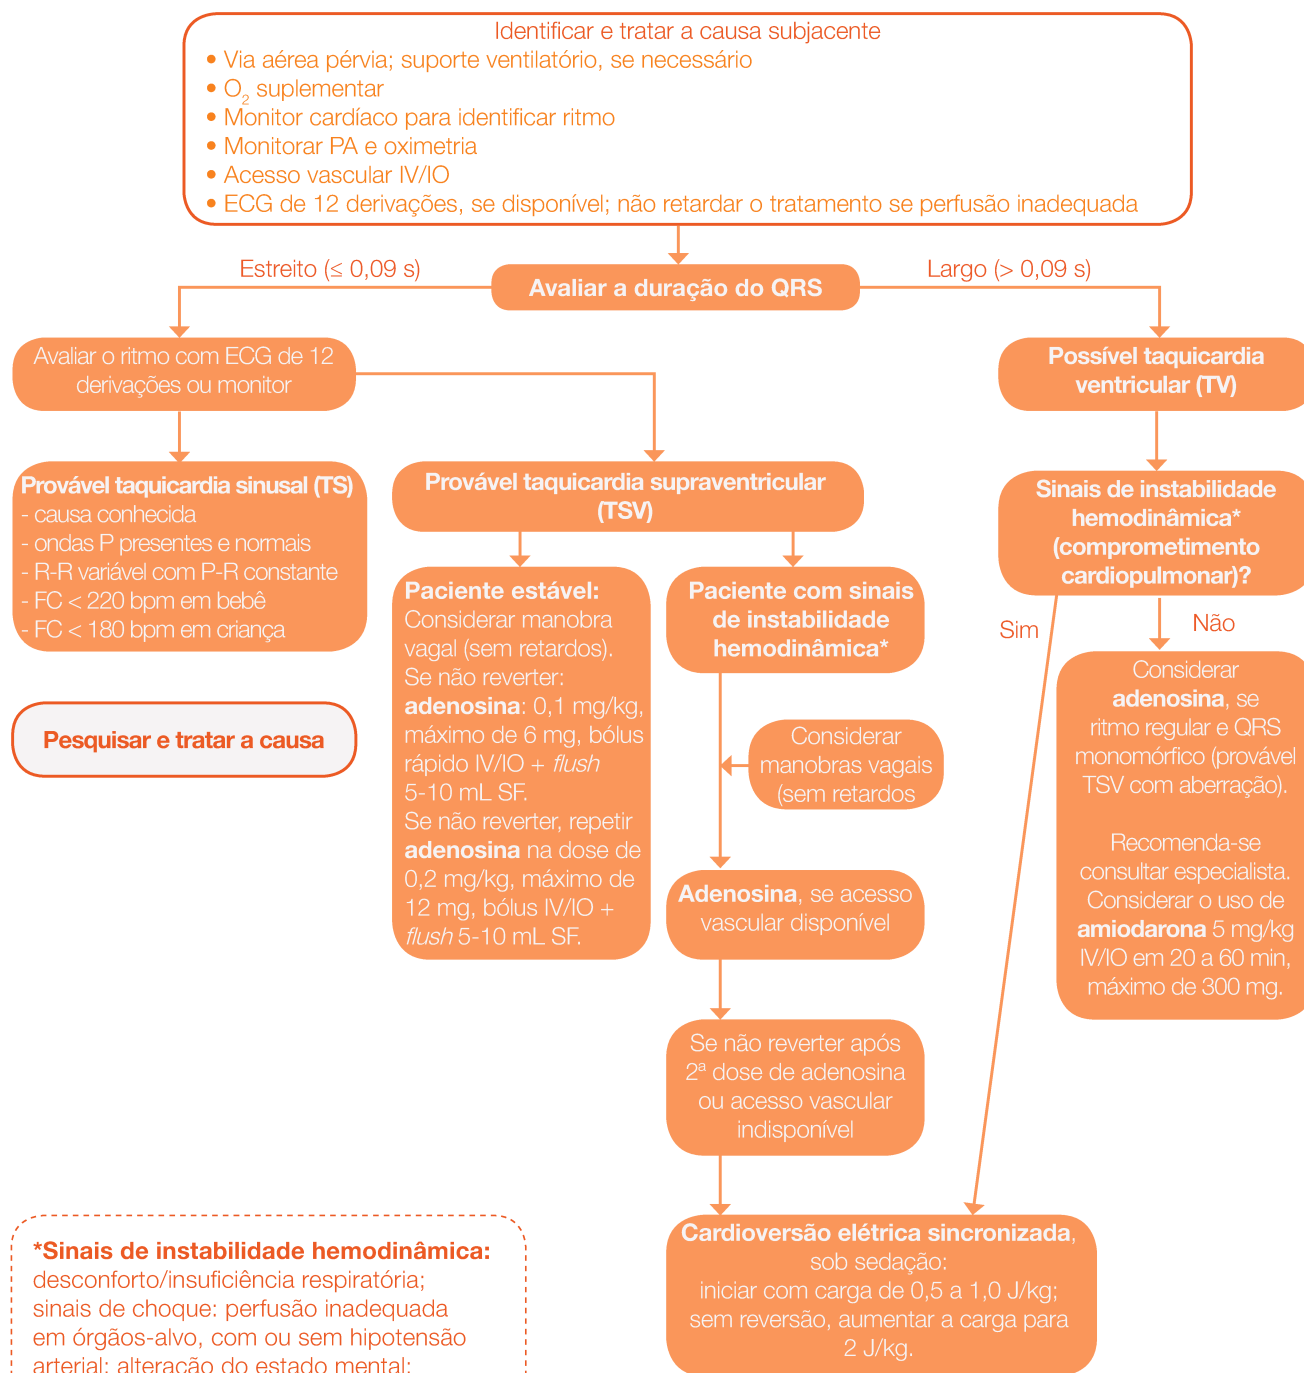 Identificar e tratar a causa subjacente
• Via aérea pérvia; suporte ventilatório, se necessário
• O₂ suplementar
• Monitor cardíaco para identificar ritmo
• Monitorar PA e oximetria
• Acesso vascular IV/IO
• ECG de 12 derivações, se disponível; não retardar o tratamento se perfusão inadequada
Estreito (≤ 0,09 s)
Avaliar a duração do QRS
Largo (> 0,09 s)
Avaliar o ritmo com ECG de 12
derivações ou monitor
Possível taquicardia
ventricular (TV)
Provável taquicardia sinusal (TS)
- causa conhecida
- ondas P presentes e normais
- R-R variável com P-R constante
- FC < 220 bpm em bebê
- FC < 180 bpm em criança
Pesquisar e tratar a causa
Provável taquicardia supraventricular
(TSV)
Paciente estável:
Considerar manobra
vagal (sem retardos).
Se não reverter:
adenosina: 0,1 mg/kg,
máximo de 6 mg, bólus
rápido IV/IO + flush
5-10 mL SF.
Se não reverter, repetir
adenosina na dose de
0,2 mg/kg, máximo de
12 mg, bólus IV/IO +
flush 5-10 mL SF.
Paciente com sinais
de instabilidade
hemodinâmica*
Considerar
manobras vagais
(sem retardos
Adenosina, se acesso
vascular disponível
Se não reverter após
2ª dose de adenosina
ou acesso vascular
indisponível
Sinais de instabilidade
hemodinâmica*
(comprometimento
cardiopulmonar)?
Sim
Não
Considerar
adenosina, se
ritmo regular e QRS
monomórfico (provável
TSV com aberração).
Recomenda-se
consultar especialista.
Considerar o uso de
amiodarona 5 mg/kg
IV/IO em 20 a 60 min,
máximo de 300 mg.
Cardioversão elétrica sincronizada,
sob sedação:
iniciar com carga de 0,5 a 1,0 J/kg;
sem reversão, aumentar a carga para
2 J/kg.
*Sinais de instabilidade hemodinâmica:
desconforto/insuficiência respiratória;
sinais de choque: perfusão inadequada
em órgãos-alvo, com ou sem hipotensão
arterial; alteração do estado mental;